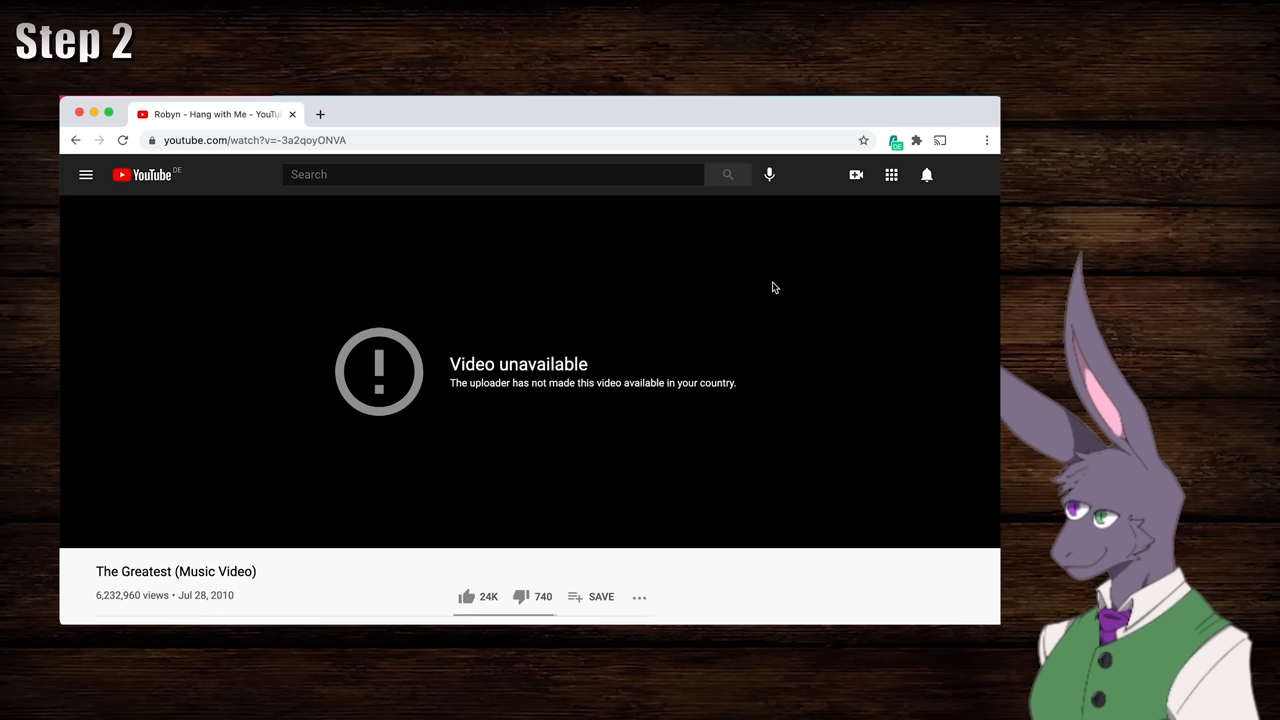 Step 2
Robyn - Hang with Me - YouTu
youtube.com/watch?v=-3a2qoyONVA
DE
YouTube DE
Search
Video unavailable
The uploader has not made this video available in your country.
The Greatest (Music Video)
6,232,960 views • Jul 28, 2010
24K 740 SAVE